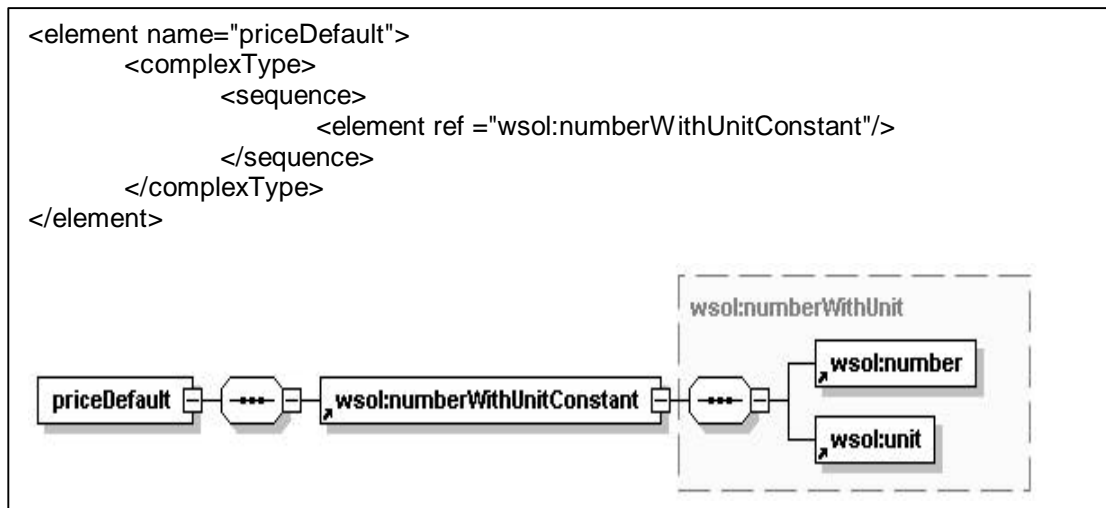 <element name="priceDefault">
<complexType>
<sequence>
<element ref ="wsol:numberWithUnitConstant"/>
</sequence>
</complexType>
</element>
wsol:numberWithUnit
wsol:number
priceDefault
wsol:numberWithUnitConstant
wsol:unit